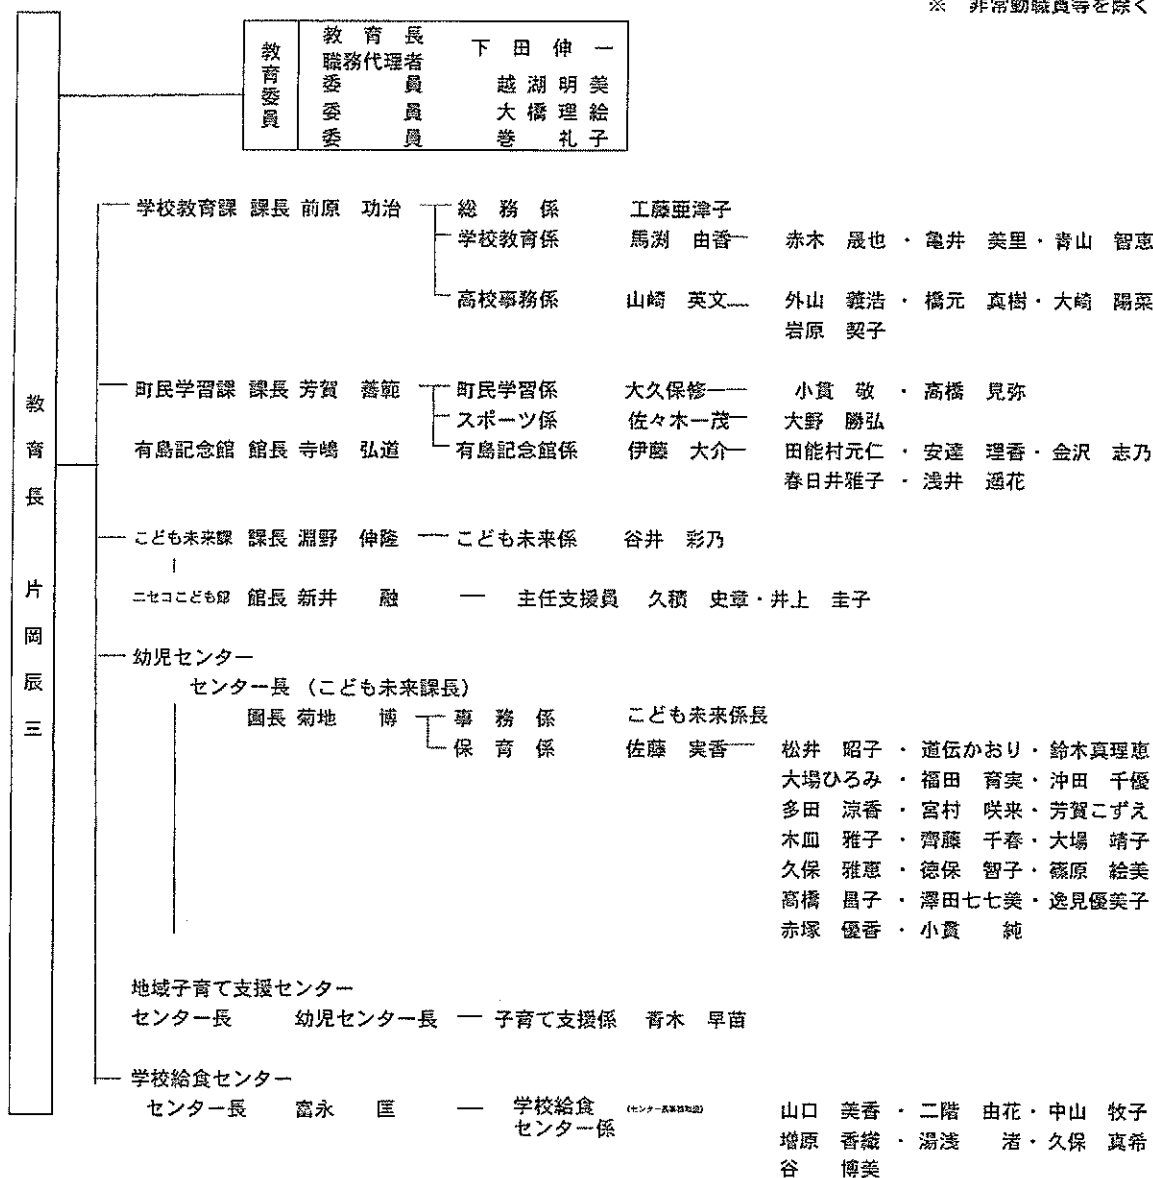 ※ 非常勤職員等を除く
教育委員
教育長
職務代理者 下田伸一
委員 越湖明美
委員 大橋理絵
委員 巻 礼子
教育長 片岡辰三
学校教育課 課長 前原 功治 総務係 工藤亜津子
学校教育係 馬渕 由香 赤木 晟也 ・ 亀井 美里・ 青山 智恵
高校事務係 山崎 英文 外山 義浩 ・ 橋元 真樹・ 大崎 陽菜
岩原 契子
町民学習課 課長 芳賀 善範 町民学習係 大久保修一 小貫 敬 ・ 高橋 見弥
スポーツ係 佐々木一茂 大野 勝弘
有島記念館 館長 寺嶋 弘道 有島記念館係 伊藤 大介 田能村元仁 ・ 安達 理香・ 金沢 志乃
春日井雅子 ・ 浅井 遥花
こども未来課 課長 淵野 伸隆 こども未来係 谷井 彩乃
ニセコこども館 館長 新井 融 主任支援員 久積 史章・井上 圭子
幼児センター
センター長 (こども未来課長)
園長 菊地 博 事務係 こども未来係長
保育係 佐藤 実香 松井 昭子 ・ 道伝かおり・ 鈴木真理恵
大場ひろみ ・ 福田 育実・ 沖田 千優
多田 涼香 ・ 宮村 咲来・ 芳賀こずえ
木皿 雅子 ・ 齊藤 千春・ 大場 靖子
久保 雅恵 ・ 徳保 智子・ 篠原 絵美
高橋 昌子 ・ 澤田七七美・ 逸見優美子
赤塚 優香 ・ 小貫 純
地域子育て支援センター
センター長 幼児センター長 子育て支援係 青木 早苗
学校給食センター
センター長 富永 匡 学校給食
センター係 (センター長事務取扱) 山口 美香 ・ 二階 由花・ 中山 牧子
増原 香織 ・ 湯浅 渚・ 久保 真希
谷 博美